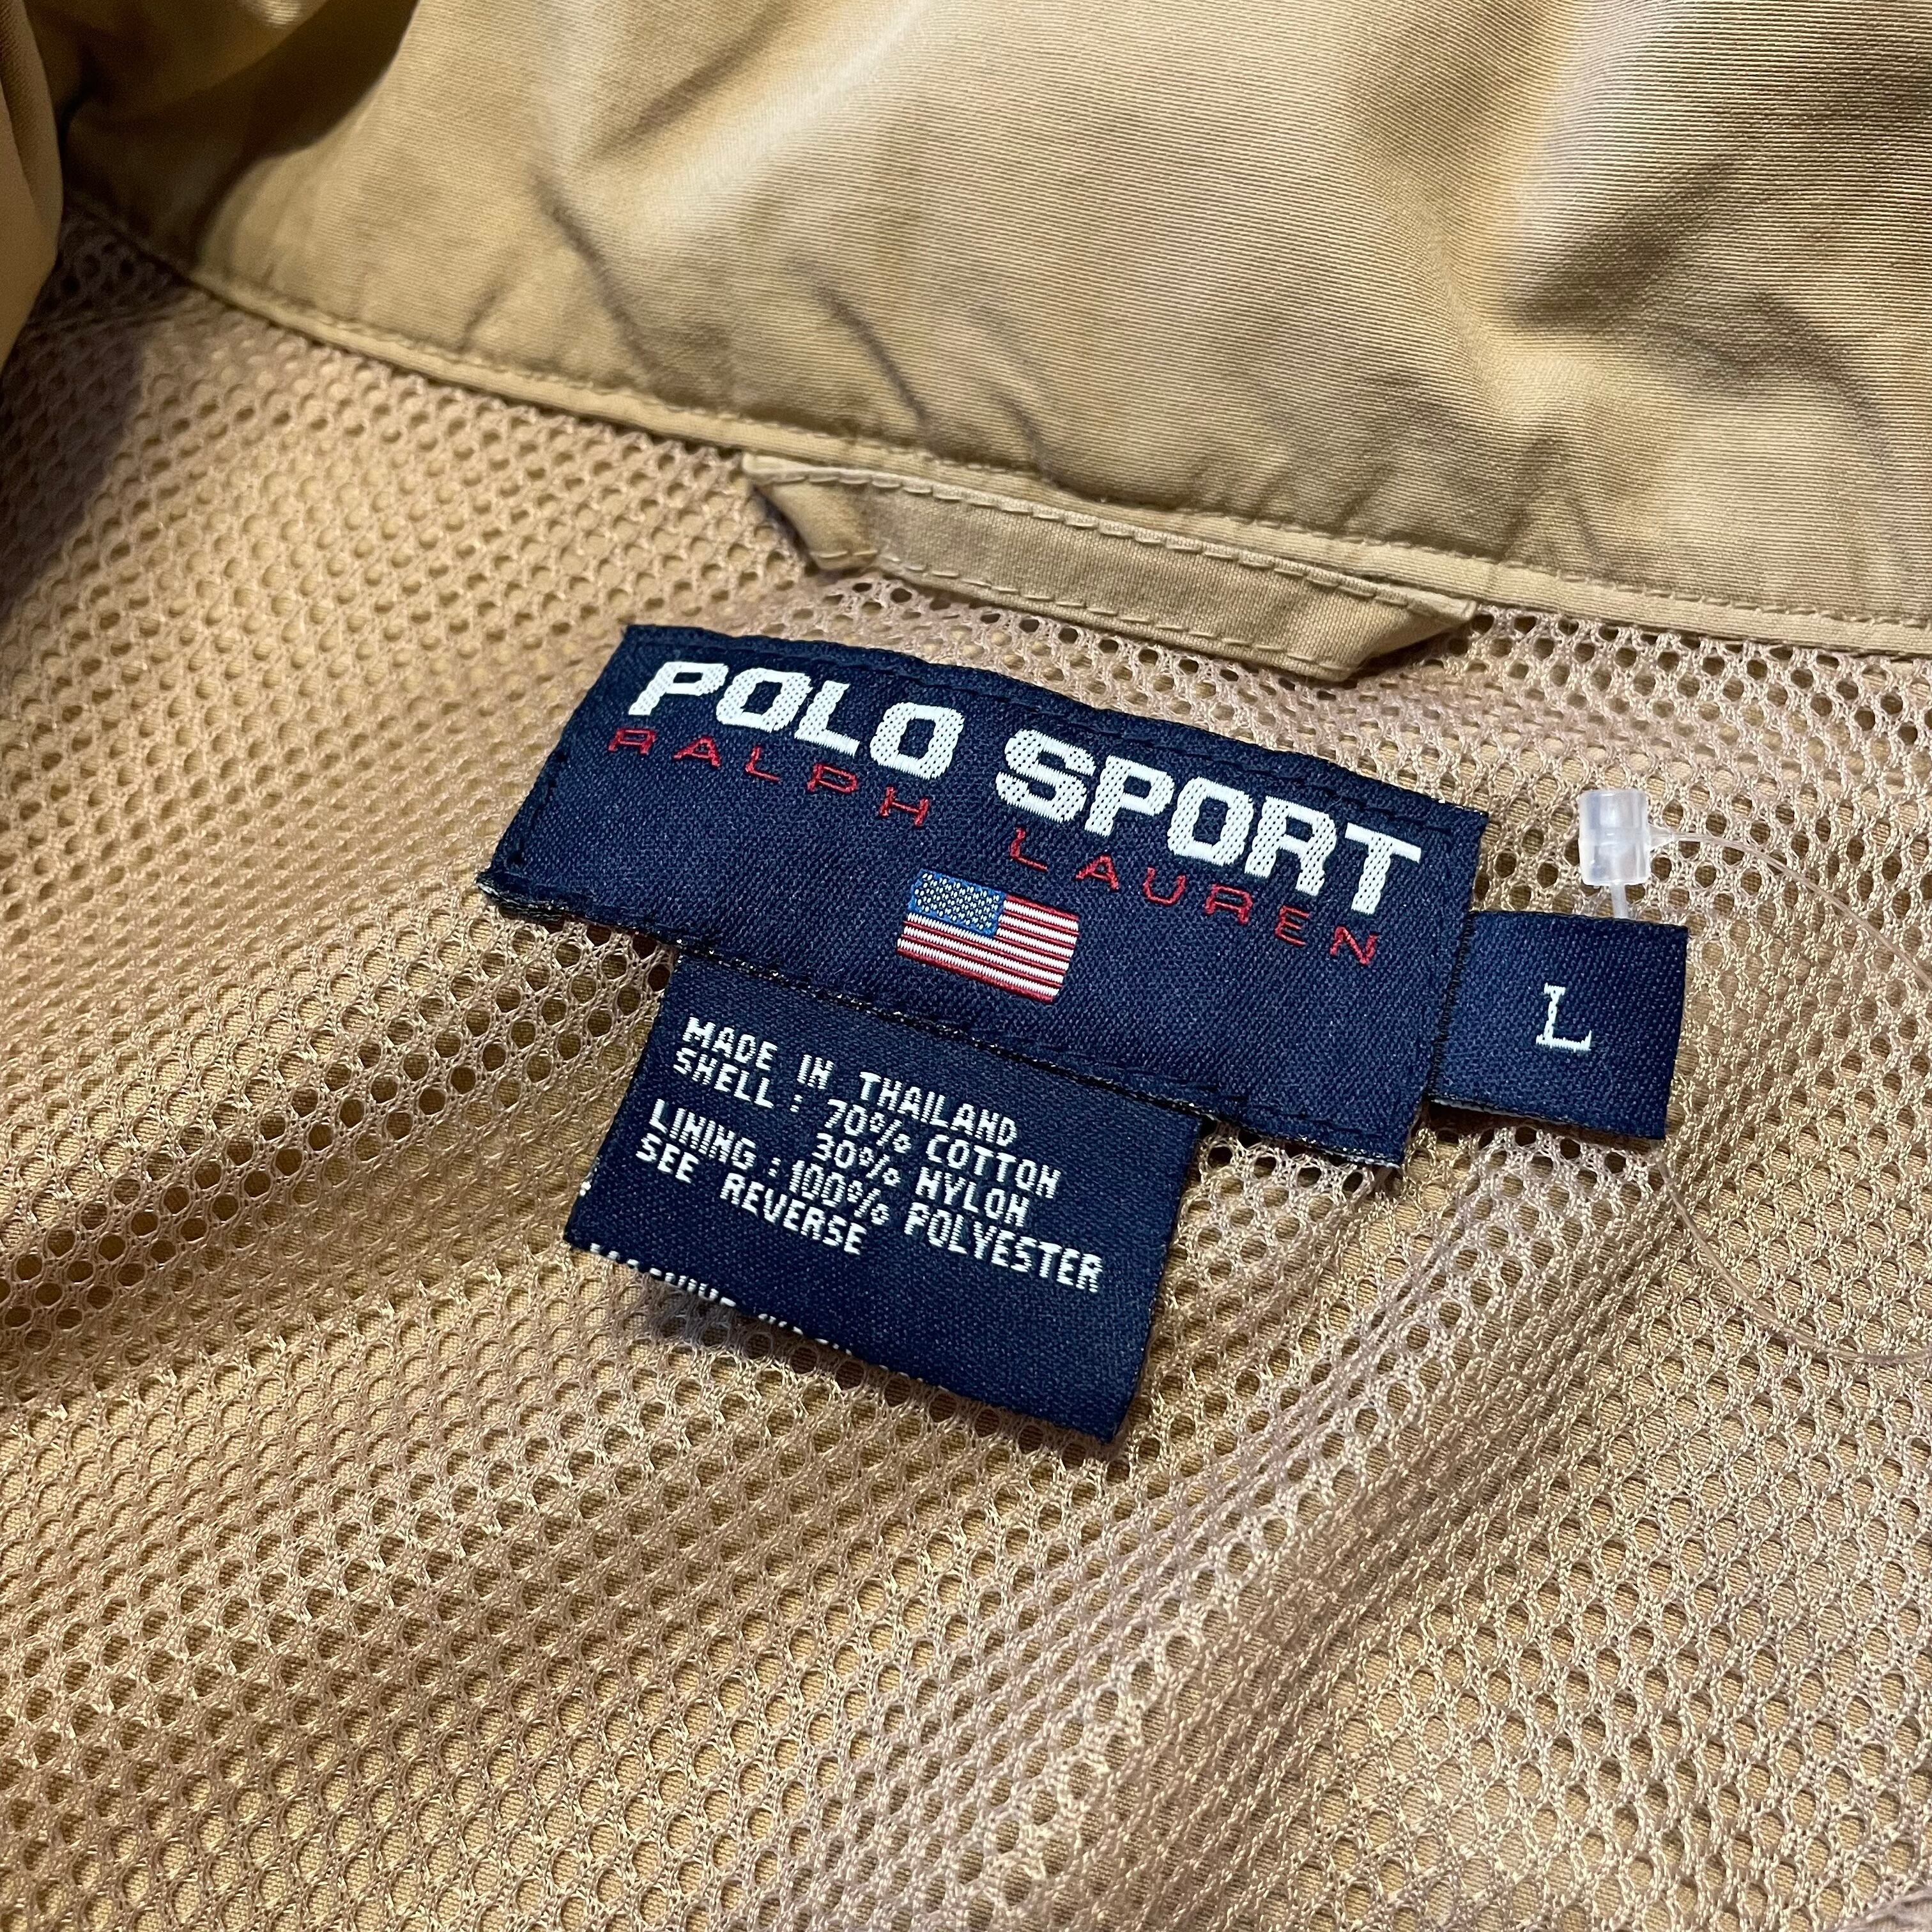 POLO SPORT
RALPH LAUREN
L
MADE IN THAILAND
SHELL : 70% COTTON
30% NYLON
LINING : 100% POLYESTER
SEE REVERSE